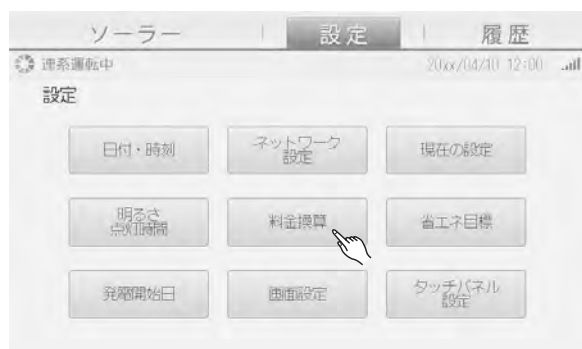 ソーラー
設定
履歴
連系運転中
20xx/04/10 12:00
設定
日付・時刻
ネットワーク
設定
現在の設定
明るさ
点灯時間
料金換算
省エネ目標
発電開始日
画面設定
タッチパネル
設定